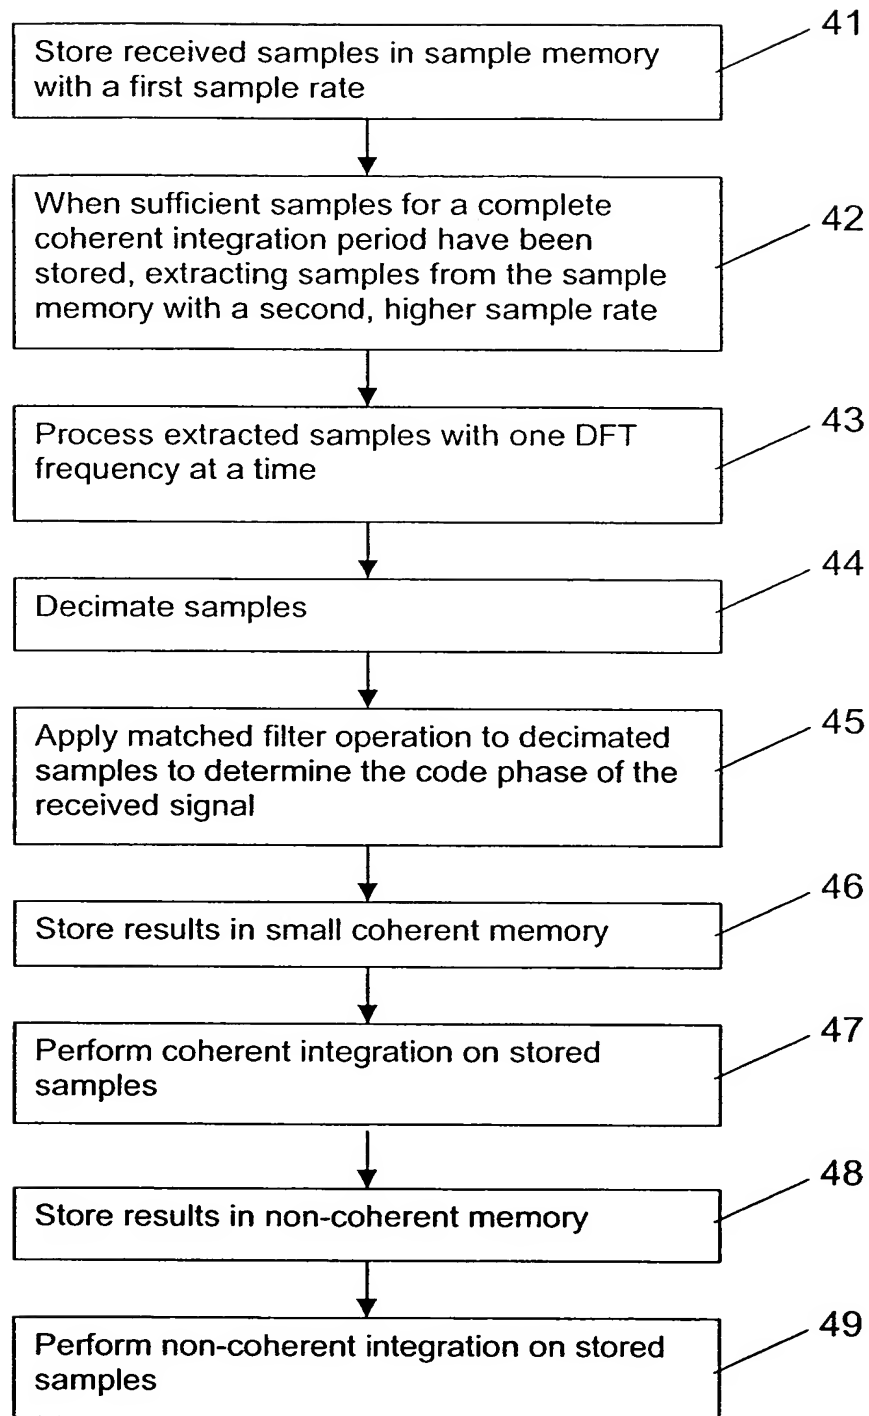 41
Store received samples in sample memory
with a first sample rate
42
When sufficient samples for a complete
coherent integration period have been
stored, extracting samples from the sample
memory with a second, higher sample rate
43
Process extracted samples with one DFT
frequency at a time
44
Decimate samples
45
Apply matched filter operation to decimated
samples to determine the code phase of the
received signal
46
Store results in small coherent memory
47
Perform coherent integration on stored
samples
48
Store results in non-coherent memory
49
Perform non-coherent integration on stored
samples